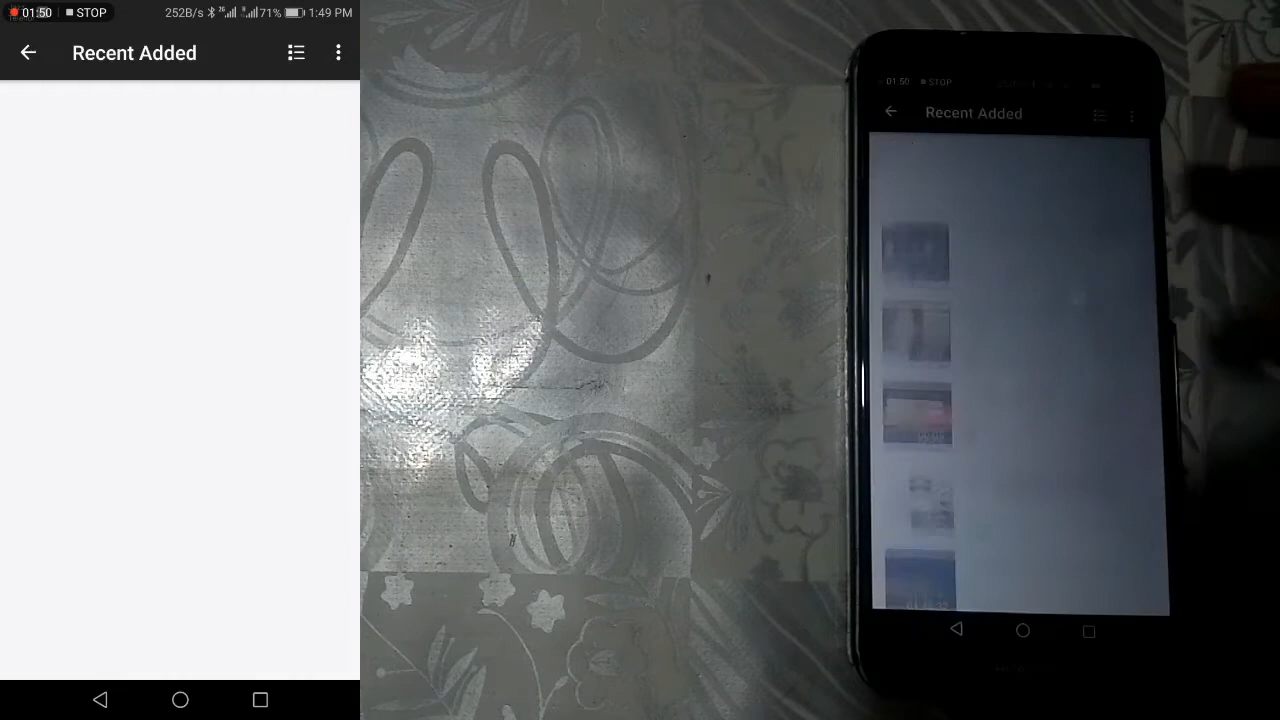 01:50 STOP 252B/s 71% 1:49 PM
Recent Added
01:50 STOP
Recent Added